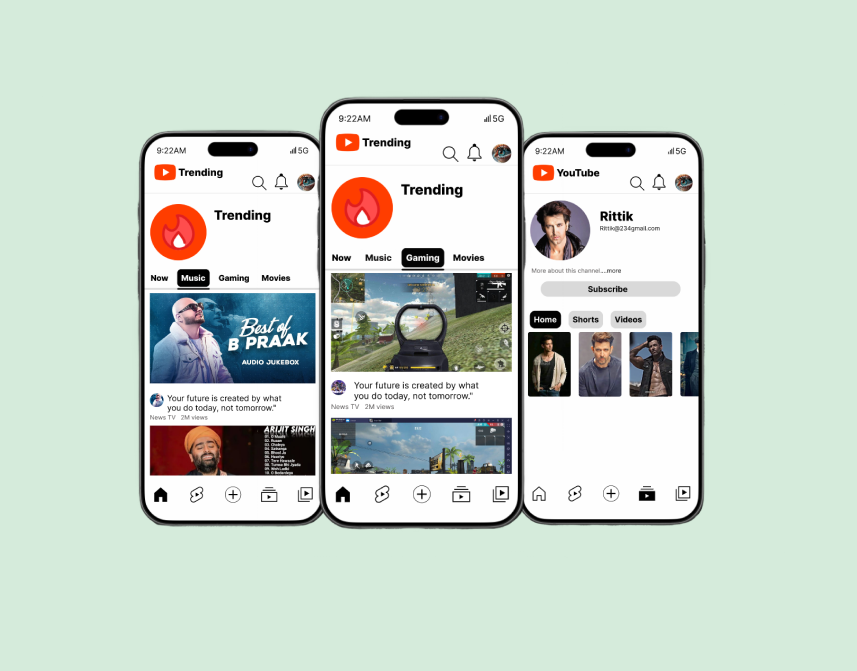 9:22AM
5G
Trending
Trending
Now
Music
Gaming
Movies
Best of
B PRAAK
AUDIO JUKEBOX
Your future is created by what
you do today, not tomorrow."
News TV 2M views
ARIJIT SINGH
9:22AM
5G
Trending
Trending
Now
Music
Gaming
Movies
Your future is created by what
you do today, not tomorrow."
News TV 2M views
9:22AM
5G
YouTube
Rittik
Rittik@234gmail.com
More about this channel....more
Subscribe
Home
Shorts
Videos